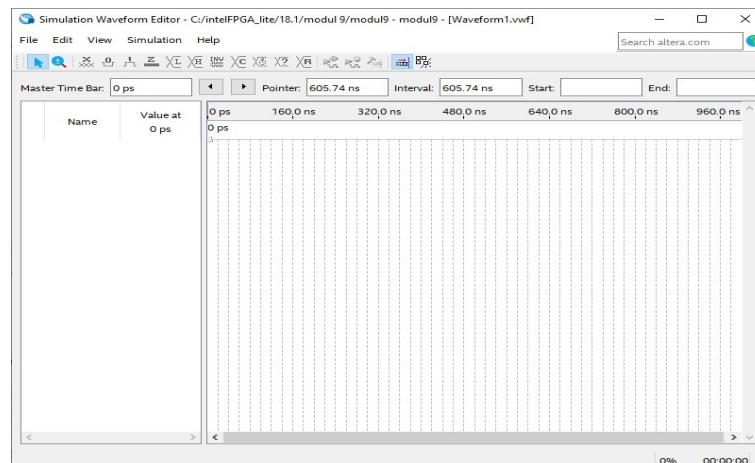 Simulation Waveform Editor - C:/intelFPGA_lite/18.1/modul 9/modul9 - modul9 - [Waveform1.vwf]
File Edit View Simulation Help
Search altera.com
Master Time Bar: 0 ps Pointer: 605.74 ns Interval: 605.74 ns Start: End:
Name Value at 0 ps
0 ps 160,0 ns 320,0 ns 480,0 ns 640,0 ns 800,0 ns 960,0 ns
0 ps
0% 00:00:00